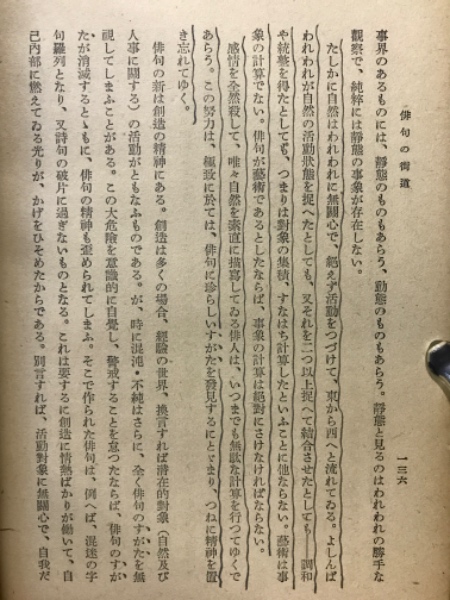 俳句の街道
一三六
事界のあるものには、靜態のものもあらう、動態のものもあらう。靜態と見るのはわれわれの勝手な
觀察で、純粹には靜態の事象が存在しない。
たしかに自然はわれわれに無關心で、絶えず活動をつづけて、東から西へと流れてゐる。よしんば
われわれが自然の活動狀態を捉へたとしても、又それを二つ以上捉へて結合させたとしても、調和
や統整を得たとしても、つまりは對象の集積、すなはち計算したといふことに他ならない。藝術は事
象の計算でない。俳句が藝術であるとしたならば、事象の計算は絕對にさけなければならない。
感情を全然殺して、唯々自然を素直に描寫してゐる俳人は、いつまでも無駄な計算を行つてゆくで
あらう。この努力は、極致に於ては、俳句に珍らしいすがたを發見するにとどまり、つねに精神を置
き忘れてゆく。
俳句の新は創造の精神にある。創造は多くの場合、經驗の世界、換言すれば潜在的對象（自然及び
人事に關する）の活動がともなふものである。が、時に混沌・不純はさらに、全く俳句のすがたを無
視してしまふことがある。この大危險を意識的に自覺し、警戒することを怠つたならば、俳句のすが
たが消滅するとゝもに、俳句の精神も歪められてしまふ。そこで作られた俳句は、例へば、混迷の字
句羅列となり、又詩句の破片に過ぎないものとなる。これは要するに創造に情熱ばかりが働いて、自
己內部に燃えてゐる光りが、かげをひそめたからである。別言すれば、活動對象に無關心で、自我だ